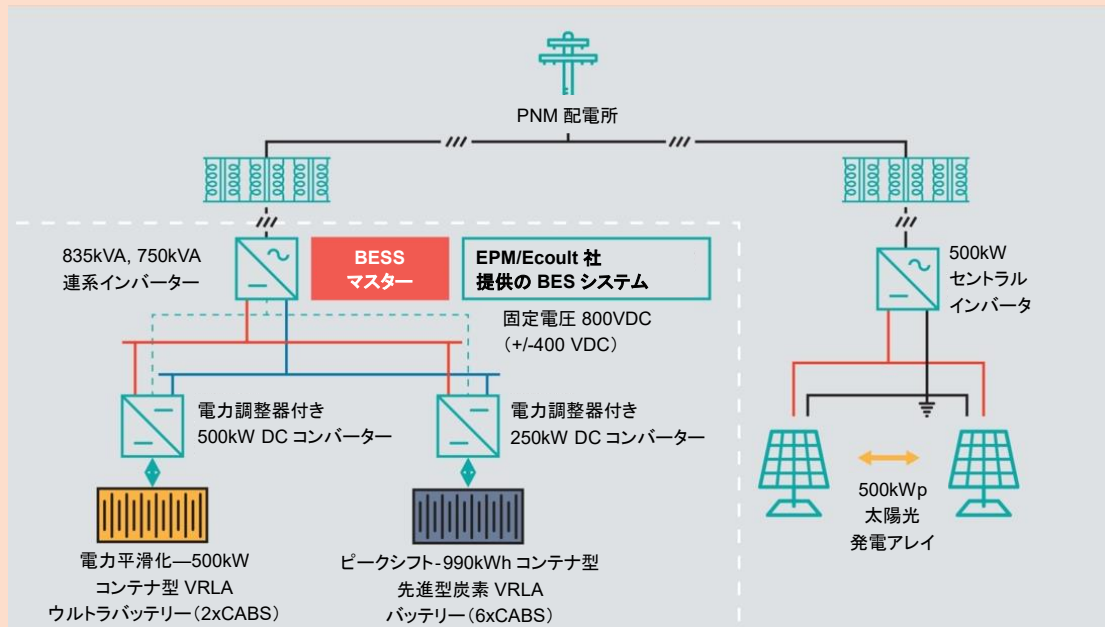 PNM 配電所
835kVA, 750kVA
連系インバーター
BESS
マスター
EPM/Ecoult 社
提供の BES システム
固定電圧 800VDC
（+/-400 VDC）
500kW
セントラル
インバータ
電力調整器付き
500kW DC コンバーター
電力調整器付き
250kW DC コンバーター
500kWp
太陽光
発電アレイ
電力平滑化—500kW
コンテナ型 VRLA
ウルトラバッテリー（2xCABS）
ピークシフト-990kWh コンテナ型
先進型炭素 VRLA
バッテリー（6xCABS）